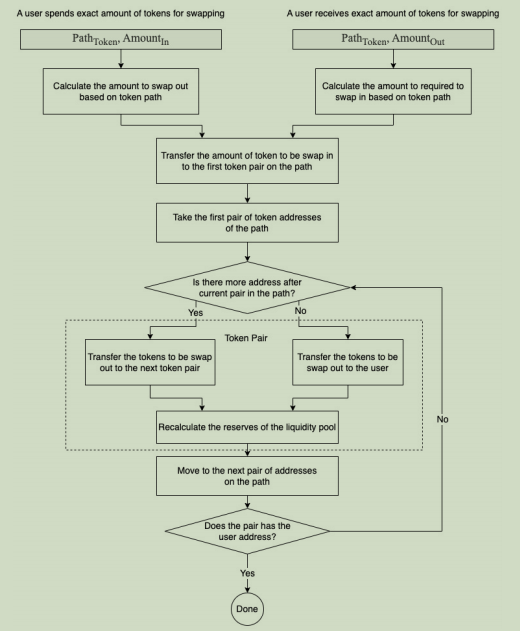 A user spends exact amount of tokens for swapping
A user receives exact amount of tokens for swapping
Path_Token, Amount_In
Path_Token, Amount_Out
Calculate the amount to swap out
based on token path
Calculate the amount to required to
swap in based on token path
Transfer the amount of token to be swap in
to the first token pair on the path
Take the first pair of token addresses
of the path
Is there more address after
current pair in the path?
Yes
No
Token Pair
Transfer the tokens to be swap
out to the next token pair
Transfer the tokens to be
swap out to the user
Recalculate the reserves of the liquidity pool
No
Move to the next pair of addresses
on the path
Does the pair has the
user address?
Yes
Done